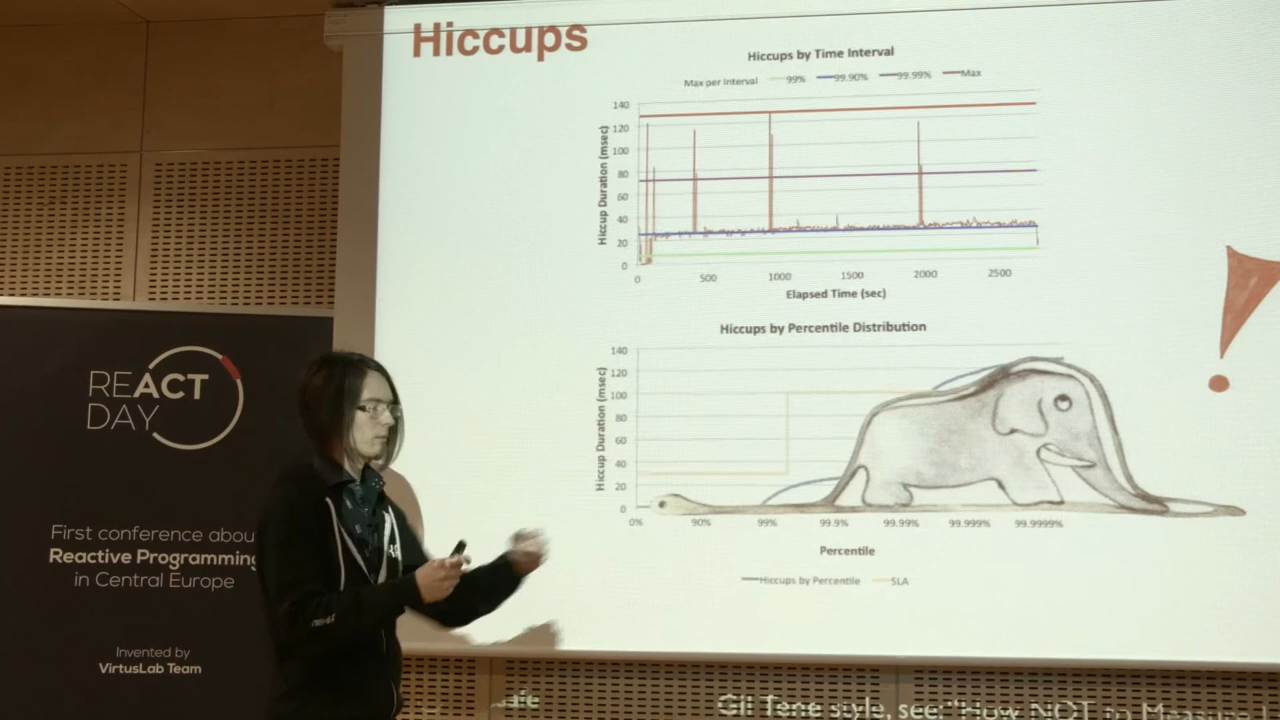 Hiccups
Hiccups by Time Interval
Max per Interval 99% 99.90% 99.99% Max
Hiccup Duration (msec)
140
120
100
80
60
40
20
0
0 500 1000 1500 2000 2500
Elapsed Time (sec)
Hiccups by Percentile Distribution
Hiccup Duration (msec)
140
120
100
80
60
40
20
0
0% 90% 99% 99.9% 99.99% 99.999% 99.9999%
Percentile
Hiccups by Percentile SLA
!
REACT
DAY
First conference about
Reactive Programming
in Central Europe
Invented by
VirtusLab Team
Gil Tene style, see: "How NOT to Measure